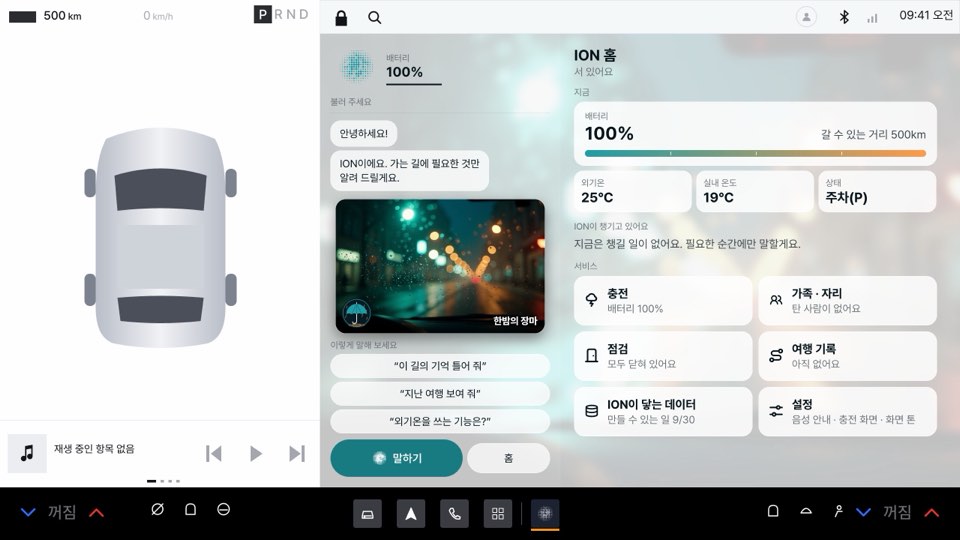 500 km
0 km/h
P R N D
09:41 오전
배터리
100%
불러 주세요
안녕하세요!
ION이에요. 가는 길에 필요한 것만
알려 드릴게요.
한밤의 장마
이렇게 말해 보세요
“이 길의 기억 틀어 줘”
“지난 여행 보여 줘”
“외기온을 쓰는 기능은?”
말하기
홈
ION 홈
서 있어요
지금
배터리
100%
갈 수 있는 거리 500km
외기온
25°C
실내 온도
19°C
상태
주차(P)
ION이 챙기고 있어요
지금은 챙길 일이 없어요. 필요한 순간에만 말할게요.
서비스
충전
배터리 100%
가족 · 자리
탄 사람이 없어요
점검
모두 닫혀 있어요
여행 기록
아직 없어요
ION이 닿는 데이터
만들 수 있는 일 9/30
설정
음성 안내 · 충전 화면 · 화면 톤
재생 중인 항목 없음
꺼짐
꺼짐